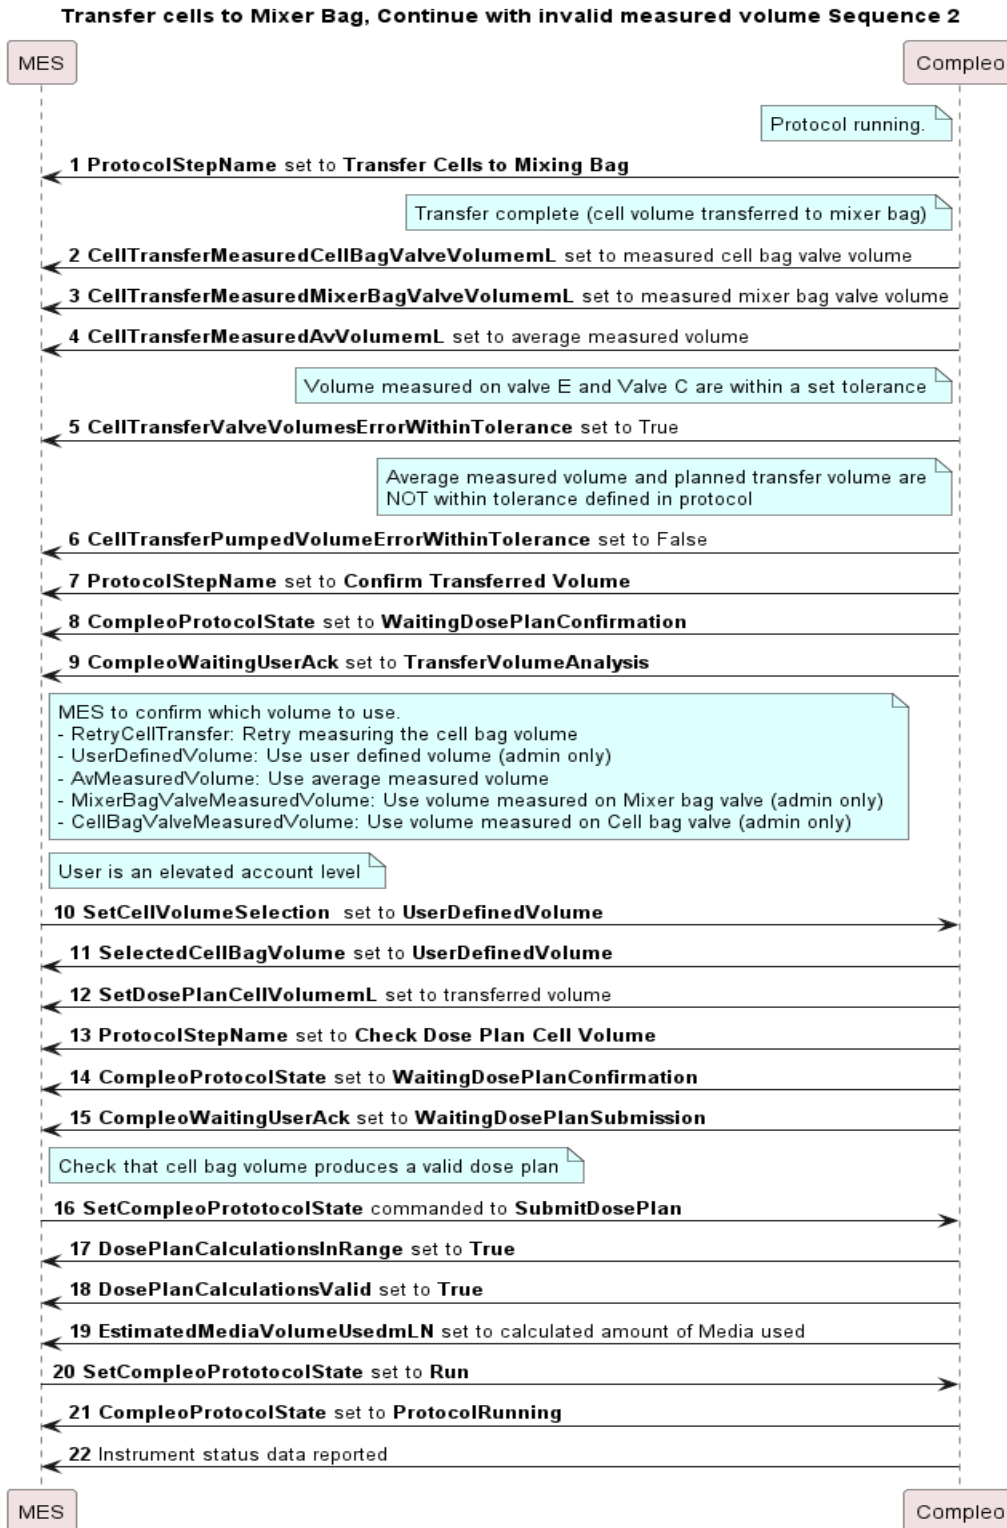 Transfer cells to Mixer Bag, Continue with invalid measured volume Sequence 2
MES
Compleo
Protocol running.
1 ProtocolStepName set to Transfer Cells to Mixing Bag
Transfer complete (cell volume transferred to mixer bag)
2 CellTransferMeasuredCellBagValveVolumemL set to measured cell bag valve volume
3 CellTransferMeasuredMixerBagValveVolumemL set to measured mixer bag valve volume
4 CellTransferMeasuredAvVolumemL set to average measured volume
Volume measured on valve E and Valve C are within a set tolerance
5 CellTransferValveVolumesErrorWithinTolerance set to True
Average measured volume and planned transfer volume are
NOT within tolerance defined in protocol
6 CellTransferPumpedVolumeErrorWithinTolerance set to False
7 ProtocolStepName set to Confirm Transferred Volume
8 CompleoProtocolState set to WaitingDosePlanConfirmation
9 CompleoWaitingUserAck set to TransferVolumeAnalysis
MES to confirm which volume to use.
- RetryCellTransfer: Retry measuring the cell bag volume
- UserDefinedVolume: Use user defined volume (admin only)
- AvMeasuredVolume: Use average measured volume
- MixerBagValveMeasuredVolume: Use volume measured on Mixer bag valve (admin only)
- CellBagValveMeasuredVolume: Use volume measured on Cell bag valve (admin only)
User is an elevated account level
10 SetCellVolumeSelection set to UserDefinedVolume
11 SelectedCellBagVolume set to UserDefinedVolume
12 SetDosePlanCellVolumemL set to transferred volume
13 ProtocolStepName set to Check Dose Plan Cell Volume
14 CompleoProtocolState set to WaitingDosePlanConfirmation
15 CompleoWaitingUserAck set to WaitingDosePlanSubmission
Check that cell bag volume produces a valid dose plan
16 SetCompleoPrototocolState commanded to SubmitDosePlan
17 DosePlanCalculationsInRange set to True
18 DosePlanCalculationsValid set to True
19 EstimatedMediaVolumeUsedmLN set to calculated amount of Media used
20 SetCompleoPrototocolState set to Run
21 CompleoProtocolState set to ProtocolRunning
22 Instrument status data reported
MES
Compleo